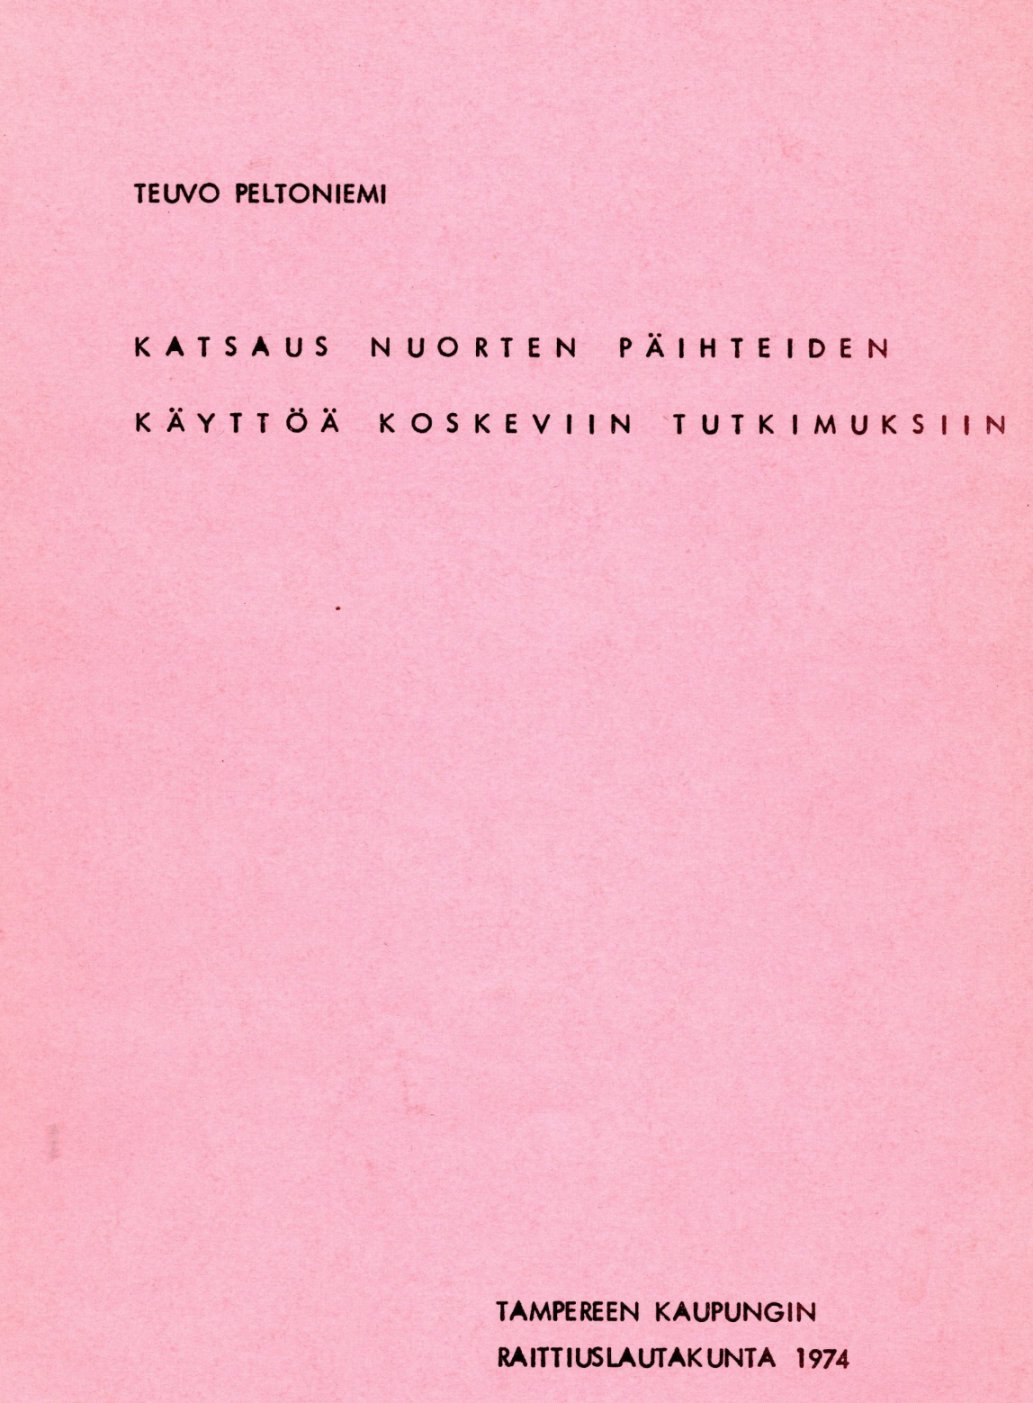 TEUVO PELTONIEMI
KATSAUS NUORTEN PÄIHTEIDEN
KÄYTTÖÄ KOSKEVIIN TUTKIMUKSIIN
TAMPEREEN KAUPUNGIN
RAITTIUSLAUTAKUNTA 1974